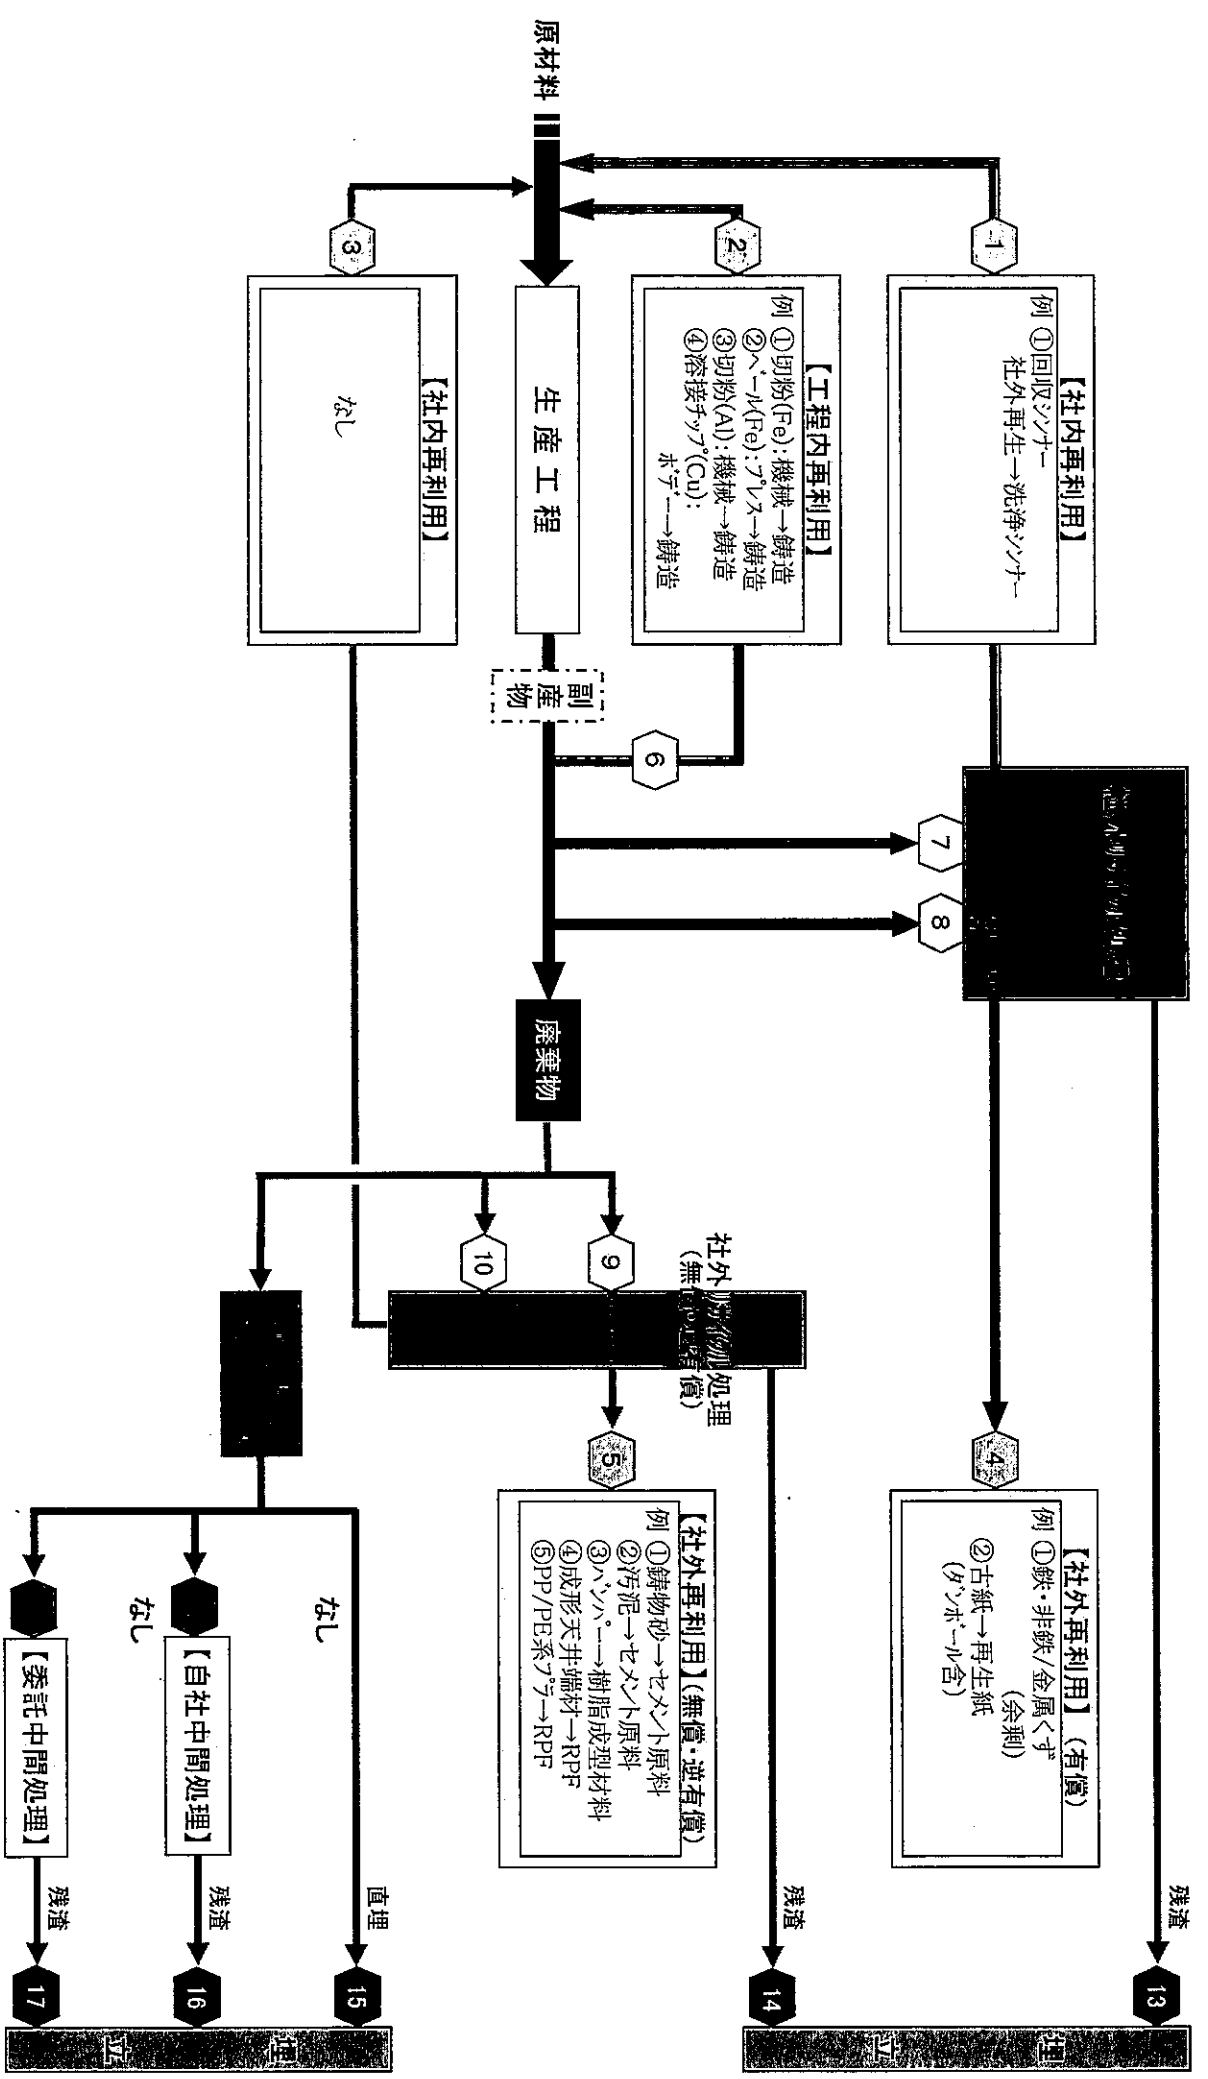 原材料
1
【社内再利用】
例 ①回収シンナー
社外再生→洗浄シンナー
2
【工程内再利用】
例 ①切粉(Fe):機械→鋳造
②ベール(Fe):プレス→鋳造
③切粉(Al):機械→鋳造
④溶接チップ(Cu):
ボデー→鋳造
生産工程
3
【社内再利用】
なし
副
産
物
6
7
8
廃棄物
9
10
社外
処理
4
【社外再利用】(有償)
例 ①鉄・非鉄/金属くず
(余剰)
②古紙→再生紙
(ダンボール含)
5
【社外再利用】(無償・逆有償)
例 ①鋳物砂→セメント原料
②汚泥→セメント原料
③バンパー→樹脂成型材料
④成形天井端材→RPF
⑤PP/PE系プラ→RPF
なし
なし
【自社中間処理】
【委託中間処理】
残渣
13
残渣
14
直埋
15
残渣
16
残渣
17
埋立
埋立